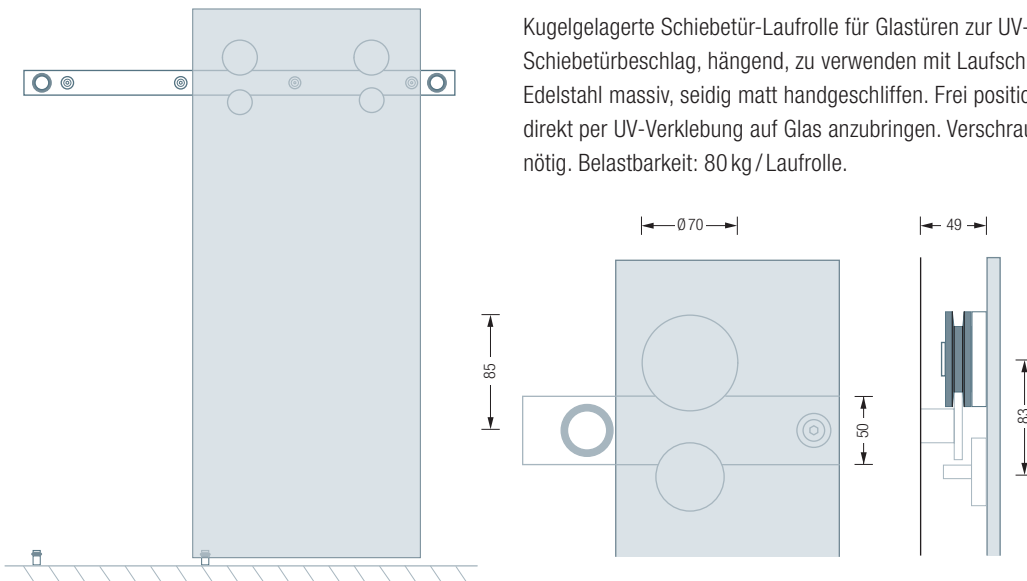 Kugelgelagerte Schiebetür-Laufrolle für Glastüren zur UV-
Schiebetürbeschlag, hängend, zu verwenden mit Laufsch
Edelstahl massiv, seidig matt handgeschliffen. Frei positio
direkt per UV-Verklebung auf Glas anzubringen. Verschrau
nötig. Belastbarkeit: 80 kg / Laufrolle.
Ø 70
49
85
50
83